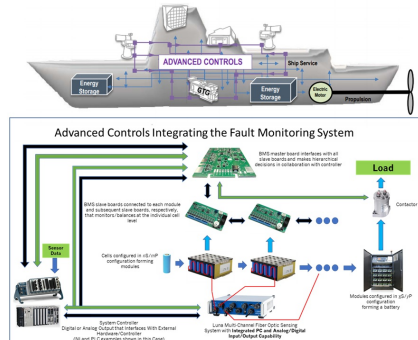 ADVANCED CONTROLS
Ship Service
Energy
Storage
GTG
Energy
Storage
Electric
Motor
Propulsion
Advanced Controls Integrating the Fault Monitoring System
BMS master board interfaces with all
slave boards and makes hierarchical
decisions in collaboration with controller
Load
BMS slave boards connected to each module
and subsequent slave boards, respectively,
that monitors/balances at the individual cell
level
Contactor
Sensor
Data
Cells configured in
configuration forming
modules
Modules configured in
configuration
forming a battery
System Controller
Digital or Analog Output that Interfaces With External
Hardware/Controller
(NI and PLC examples shown in this Case)
Luna Multi-Channel Fiber Optic Sensing
System with Integrated PC and Analog/Digital
Input/Output Capability